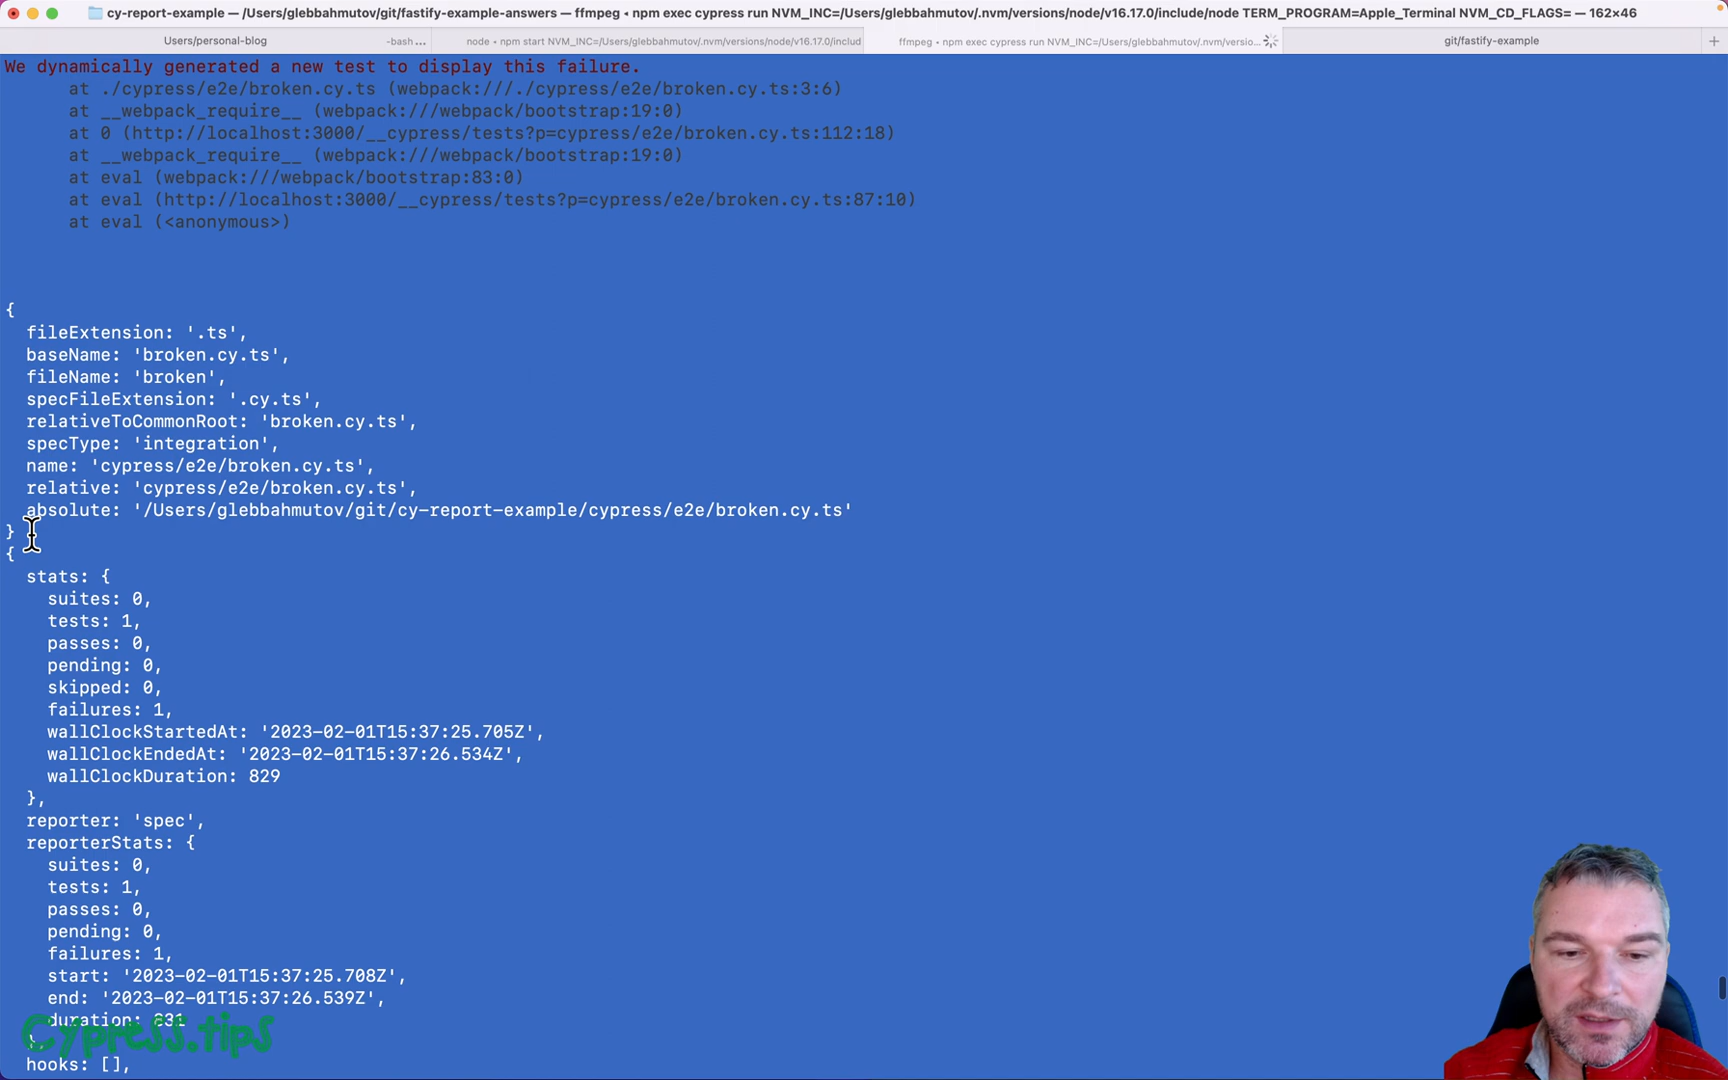 cy-report-example — /Users/glebbahmutov/git/fastify-example-answers — ffmpeg ◂ npm exec cypress run NVM_INC=/Users/glebbahmutov/.nvm/versions/node/v16.17.0/include/node TERM_PROGRAM=Apple_Terminal NVM_CD_FLAGS= — 162×46
Users/personal-blog -bash ... node ◂ npm start NVM_INC=/Users/glebbahmutov/.nvm/versions/node/v16.17.0/includ ffmpeg ◂ npm exec cypress run NVM_INC=/Users/glebbahmutov/.nvm/versio... git/fastify-example +
We dynamically generated a new test to display this failure.
at ./cypress/e2e/broken.cy.ts (webpack:///./cypress/e2e/broken.cy.ts:3:6)
at __webpack_require__ (webpack:///webpack/bootstrap:19:0)
at 0 (http://localhost:3000/__cypress/tests?p=cypress/e2e/broken.cy.ts:112:18)
at __webpack_require__ (webpack:///webpack/bootstrap:19:0)
at eval (webpack:///webpack/bootstrap:83:0)
at eval (http://localhost:3000/__cypress/tests?p=cypress/e2e/broken.cy.ts:87:10)
at eval (<anonymous>)
{
fileExtension: '.ts',
baseName: 'broken.cy.ts',
fileName: 'broken',
specFileExtension: '.cy.ts',
relativeToCommonRoot: 'broken.cy.ts',
specType: 'integration',
name: 'cypress/e2e/broken.cy.ts',
relative: 'cypress/e2e/broken.cy.ts',
absolute: '/Users/glebbahmutov/git/cy-report-example/cypress/e2e/broken.cy.ts'
}
{
stats: {
suites: 0,
tests: 1,
passes: 0,
pending: 0,
skipped: 0,
failures: 1,
wallClockStartedAt: '2023-02-01T15:37:25.705Z',
wallClockEndedAt: '2023-02-01T15:37:26.534Z',
wallClockDuration: 829
},
reporter: 'spec',
reporterStats: {
suites: 0,
tests: 1,
passes: 0,
pending: 0,
failures: 1,
start: '2023-02-01T15:37:25.708Z',
end: '2023-02-01T15:37:26.539Z',
duration: 831
Cypress.tips
},
hooks: [],